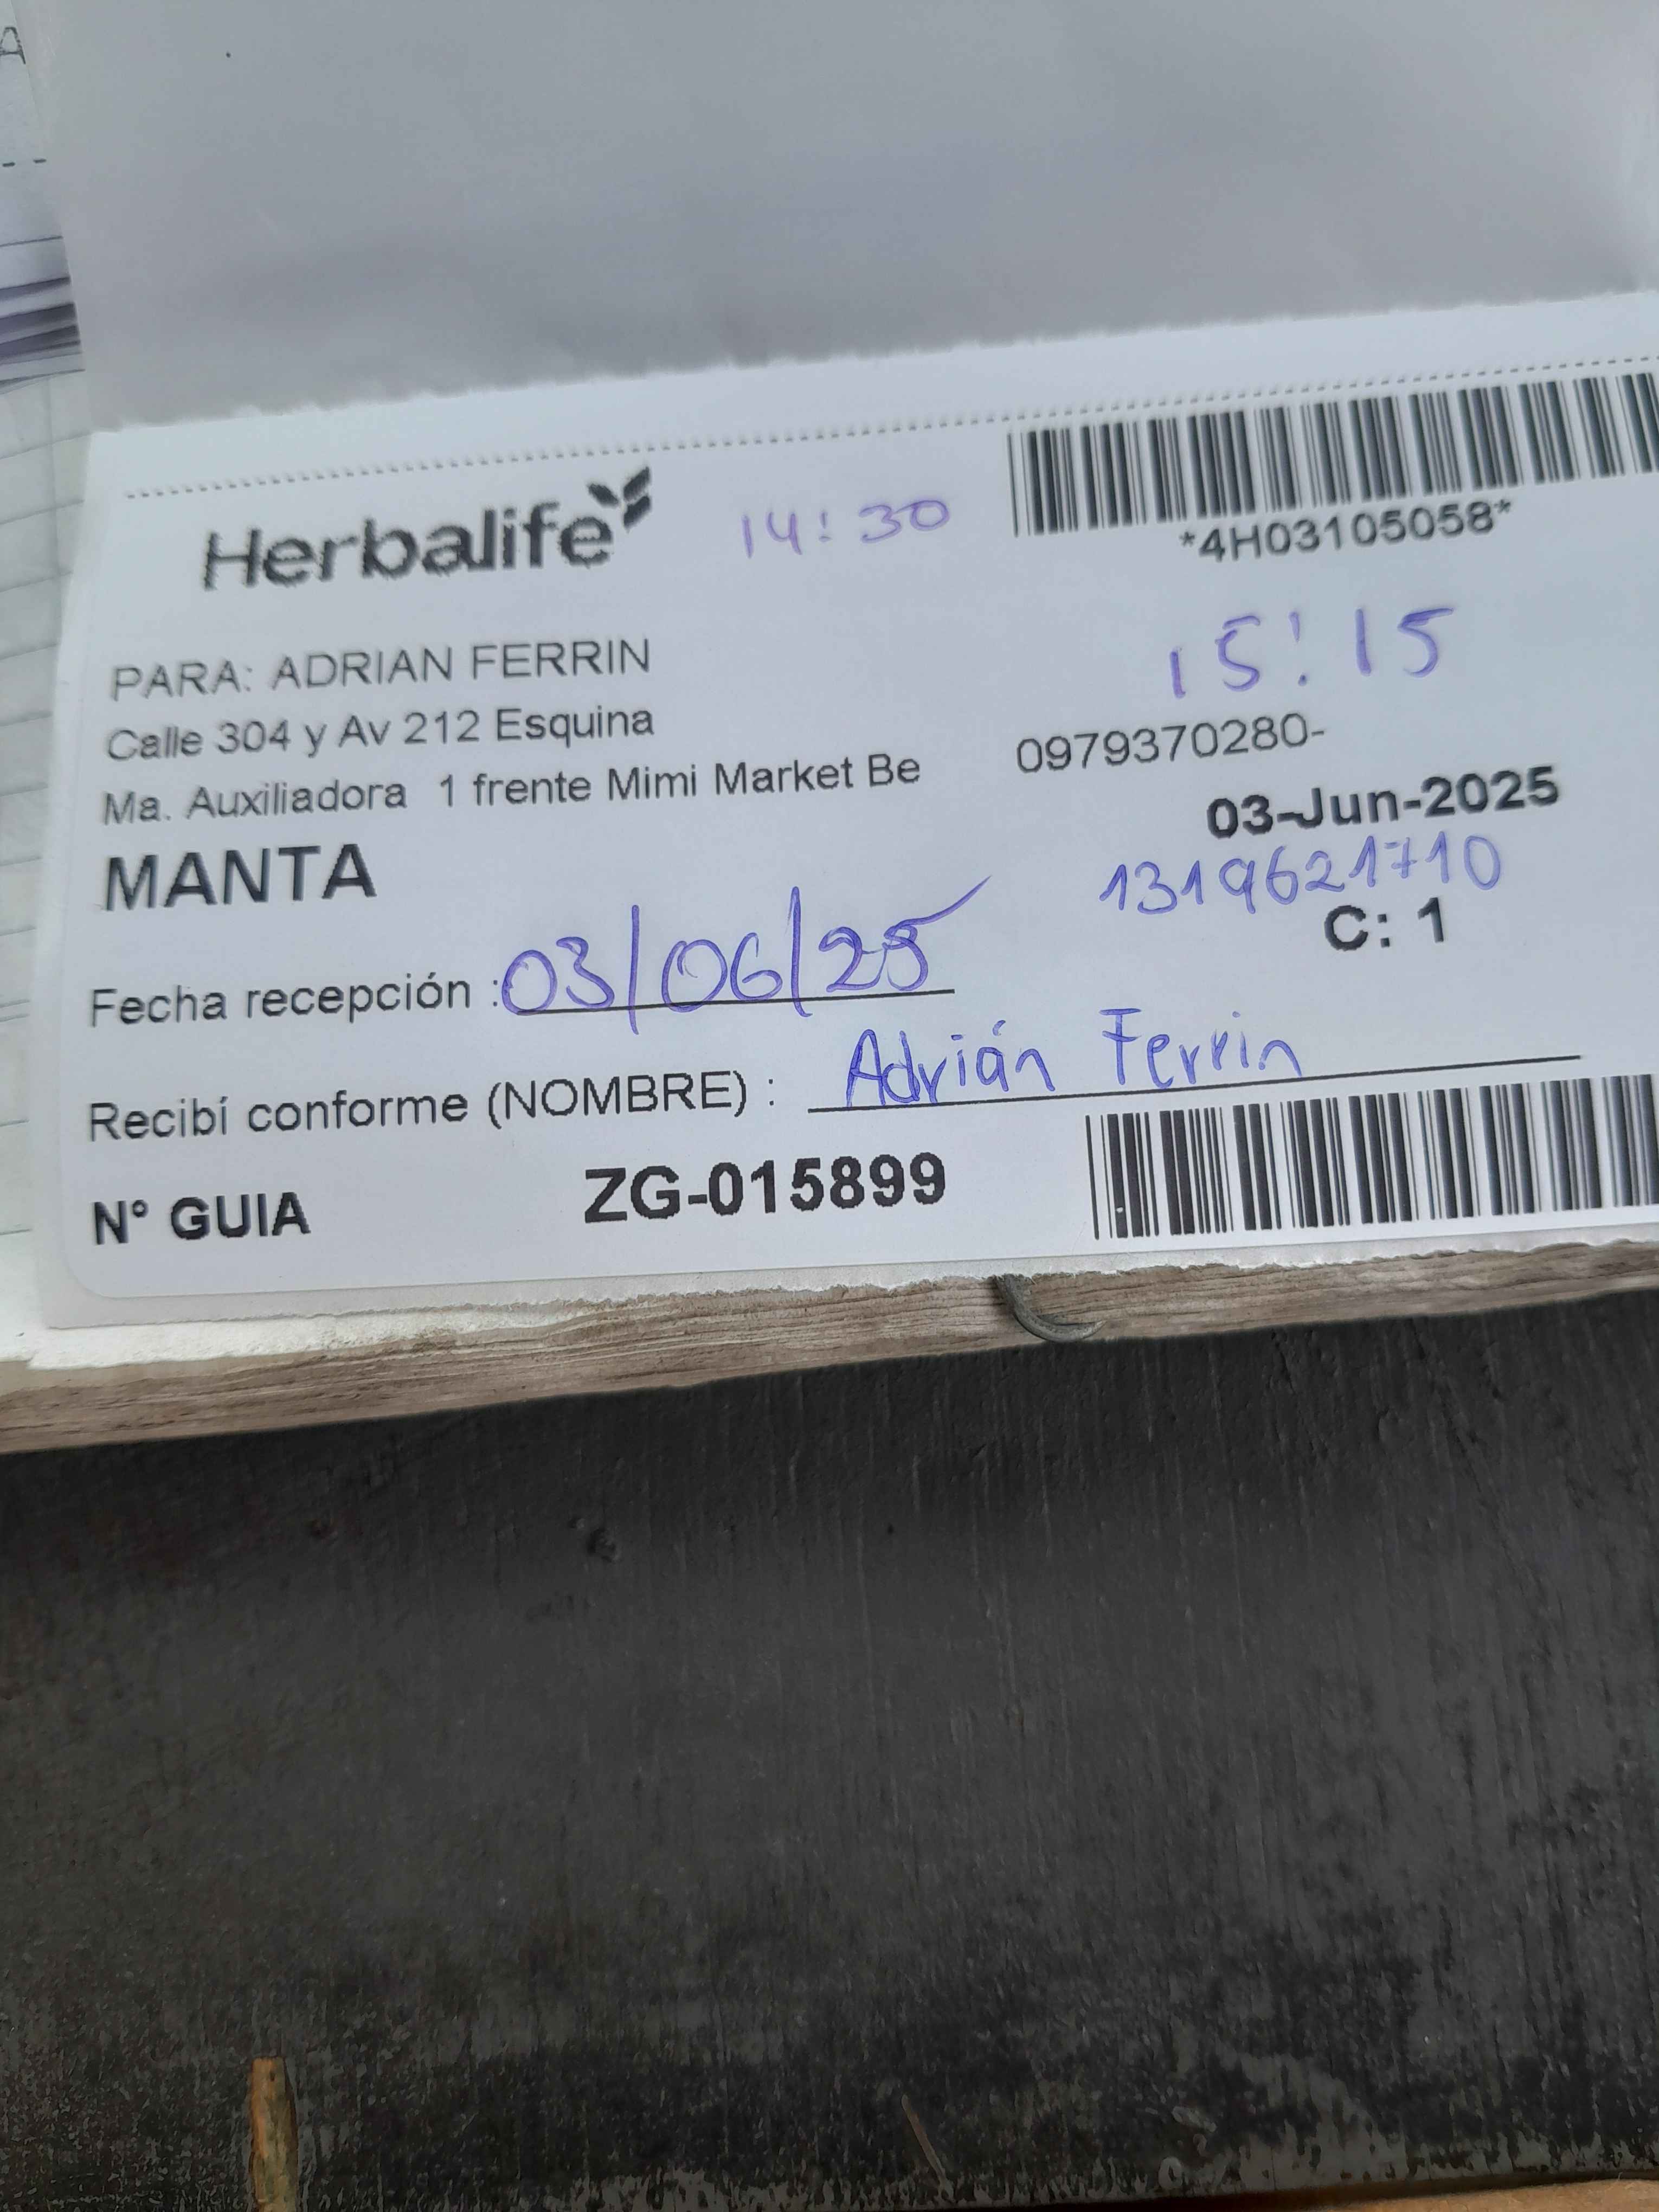 A
Herbalife
14:30
*4H03105058*
15:15
PARA: ADRIAN FERRIN
Calle 304 y Av 212 Esquina
Ma. Auxiliadora 1 frente Mimi Market Be
0979370280-
03-Jun-2025
MANTA
1319621710
C: 1
Fecha recepción : 03/06/25
Recibí conforme (NOMBRE) : Adrián Ferrin
N° GUIA ZG-015899